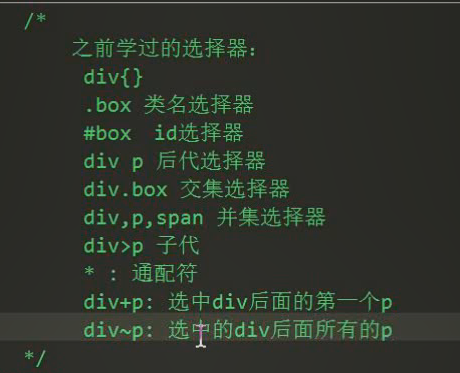 /*
之前学过的选择器:
div{}
.box 类名选择器
#box  id选择器
div p 后代选择器
div.box 交集选择器
div,p,span 并集选择器
div>p 子代
* : 通配符
div+p: 选中div后面的第一个p
div~p: 选中的div后面所有的p
*/